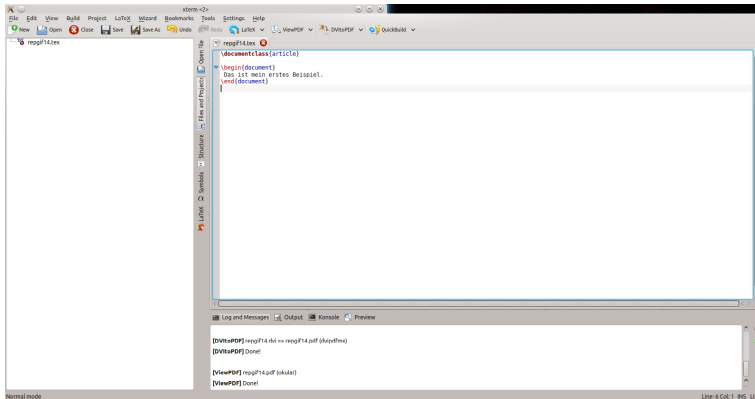 xterm <2>
File Edit View Build Project LaTeX Wizard Bookmarks Tools Settings Help
New Open Close Save Save As Undo Redo LaTeX ViewPDF DVItoPDF QuickBuild
repgif14.tex
Open File
Files and Projects
Structure
Symbols
LaTeX
repgif14.tex
\documentclass{article}
\begin{document}
Das ist mein erstes Beispiel.
\end{document}
Log and Messages Output Konsole Preview
[DVItoPDF] repgif14.dvi => repgif14.pdf (dvipdfmx)
[DVItoPDF] Done!
[ViewPDF] repgif14.pdf (okular)
[ViewPDF] Done!
Normal mode
Line: 6 Col: 1 INS